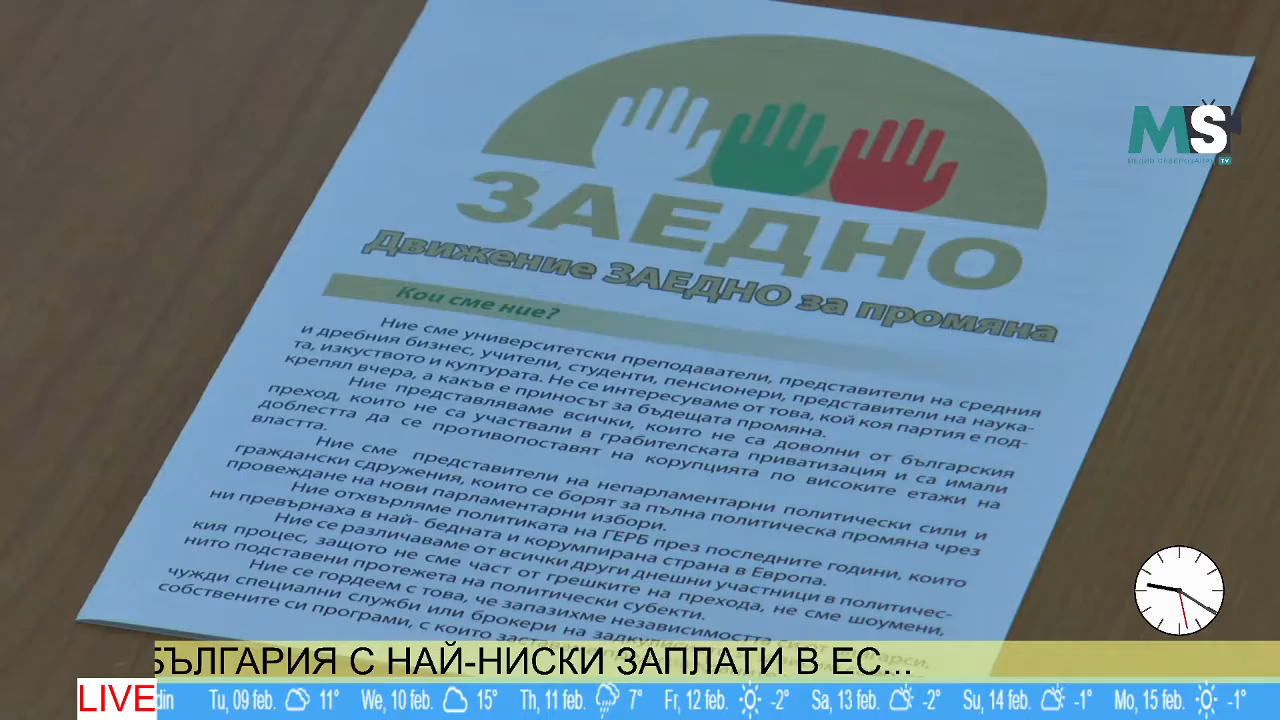 ЗАЕДНО
Движение ЗАЕДНО за промяна
Кои сме ние?
Ние сме университетски преподаватели, представители на средния
и дребния бизнес, учители, студенти, пенсионери, представители на наука-
та, изкуството и културата. Не се интересуваме от това, кой коя партия е под-
крепял вчера, а какъв е приносът за бъдещата промяна.
Ние представляваме всички, които не са доволни от българския
преход, които не са участвали в грабителската приватизация и са имали
доблестта да се противопоставят на корупцията по високите етажи на
властта.
Ние сме представители на непарламентарни политически сили и
граждански сдружения, които се борят за пълна политическа промяна чрез
провеждане на нови парламентарни избори.
Ние отхвърляме политиката на ГЕРБ през последните години, които
ни превърнаха в най- бедната и корумпирана страна в Европа.
Ние се различаваме от всички други днешни участници в политичес-
кия процес, защото не сме част от грешките на прехода, не сме шоумени,
нито подставени протежета на политически субекти.
Ние се гордеем с това, че запазихме независимостта си от
чужди специални служби или брокери на
собствените си програми, с които
MS
TV
БЪЛГАРИЯ С НАЙ-НИСКИ ЗАПЛАТИ В ЕС...
LIVE
din Tu, 09 feb. 11° We, 10 feb. 15° Th, 11 feb. 7° Fr, 12 feb. -2° Sa, 13 feb. -2° Su, 14 feb. -1° Mo, 15 feb. -1°